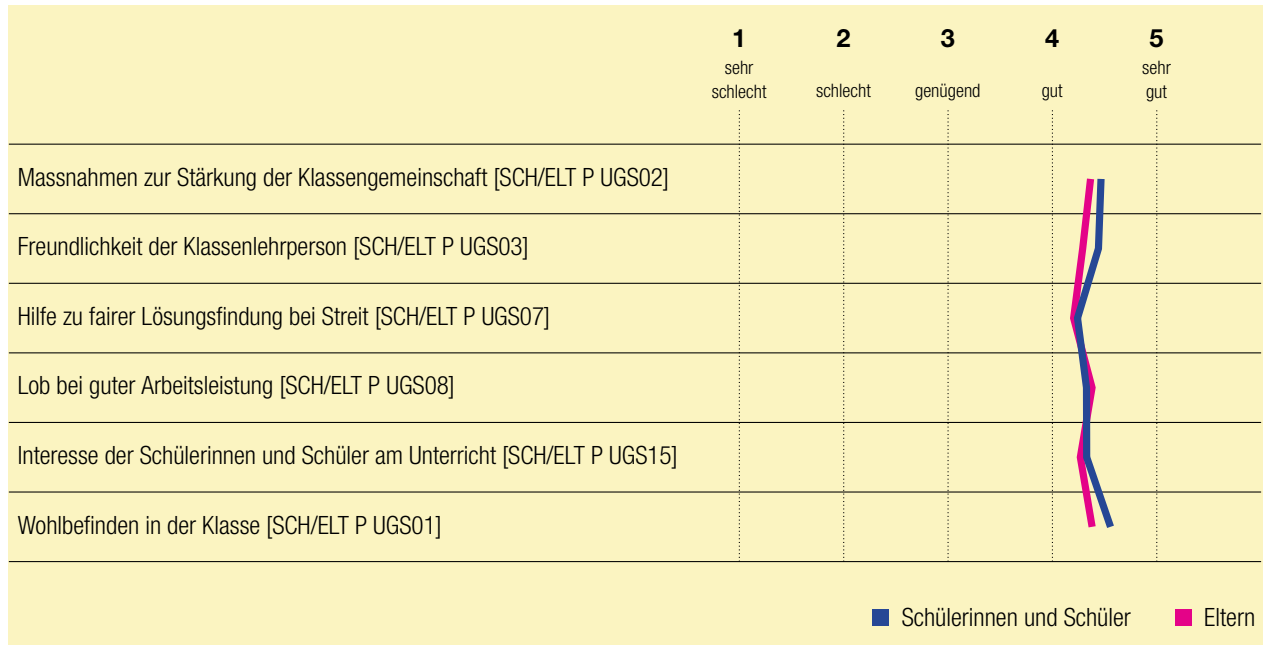 1 2 3 4 5
sehr schlecht schlecht genügend gut sehr gut
Massnahmen zur Stärkung der Klassengemeinschaft [SCH/ELT P UGS02]
Freundlichkeit der Klassenlehrperson [SCH/ELT P UGS03]
Hilfe zu fairer Lösungsfindung bei Streit [SCH/ELT P UGS07]
Lob bei guter Arbeitsleistung [SCH/ELT P UGS08]
Interesse der Schülerinnen und Schüler am Unterricht [SCH/ELT P UGS15]
Wohlbefinden in der Klasse [SCH/ELT P UGS01]
Schülerinnen und Schüler Eltern